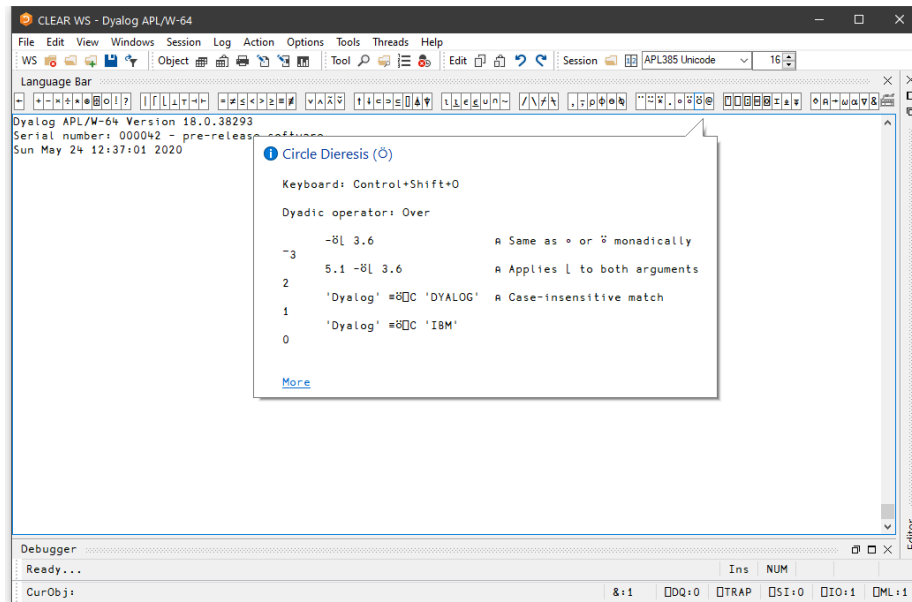 CLEAR WS - Dyalog APL/W-64
File Edit View Windows Session Log Action Options Tools Threads Help
WS Object Tool Edit Session APL385 Unicode 16
Language Bar
Dyalog APL/W-64 Version 18.0.38293
Serial number: 000042 - pre-release software
Sun May 24 12:37:01 2020
Circle Dieresis (⍥)
Keyboard: Control+Shift+O
Dyadic operator: Over
-⍥⌊ 3.6 ⍝ Same as ∘ or ⍤ monadically
¯3
5.1 -⍥⌊ 3.6 ⍝ Applies ⌊ to both arguments
2
'Dyalog' ≡⍥⎕C 'DYALOG' ⍝ Case-insensitive match
1
'Dyalog' ≡⍥⎕C 'IBM'
0
More
Editor
Debugger
Ready...
Ins NUM
CurObj:
&:1 ⎕DQ:0 ⎕TRAP ⎕SI:0 ⎕IO:1 ⎕ML:1